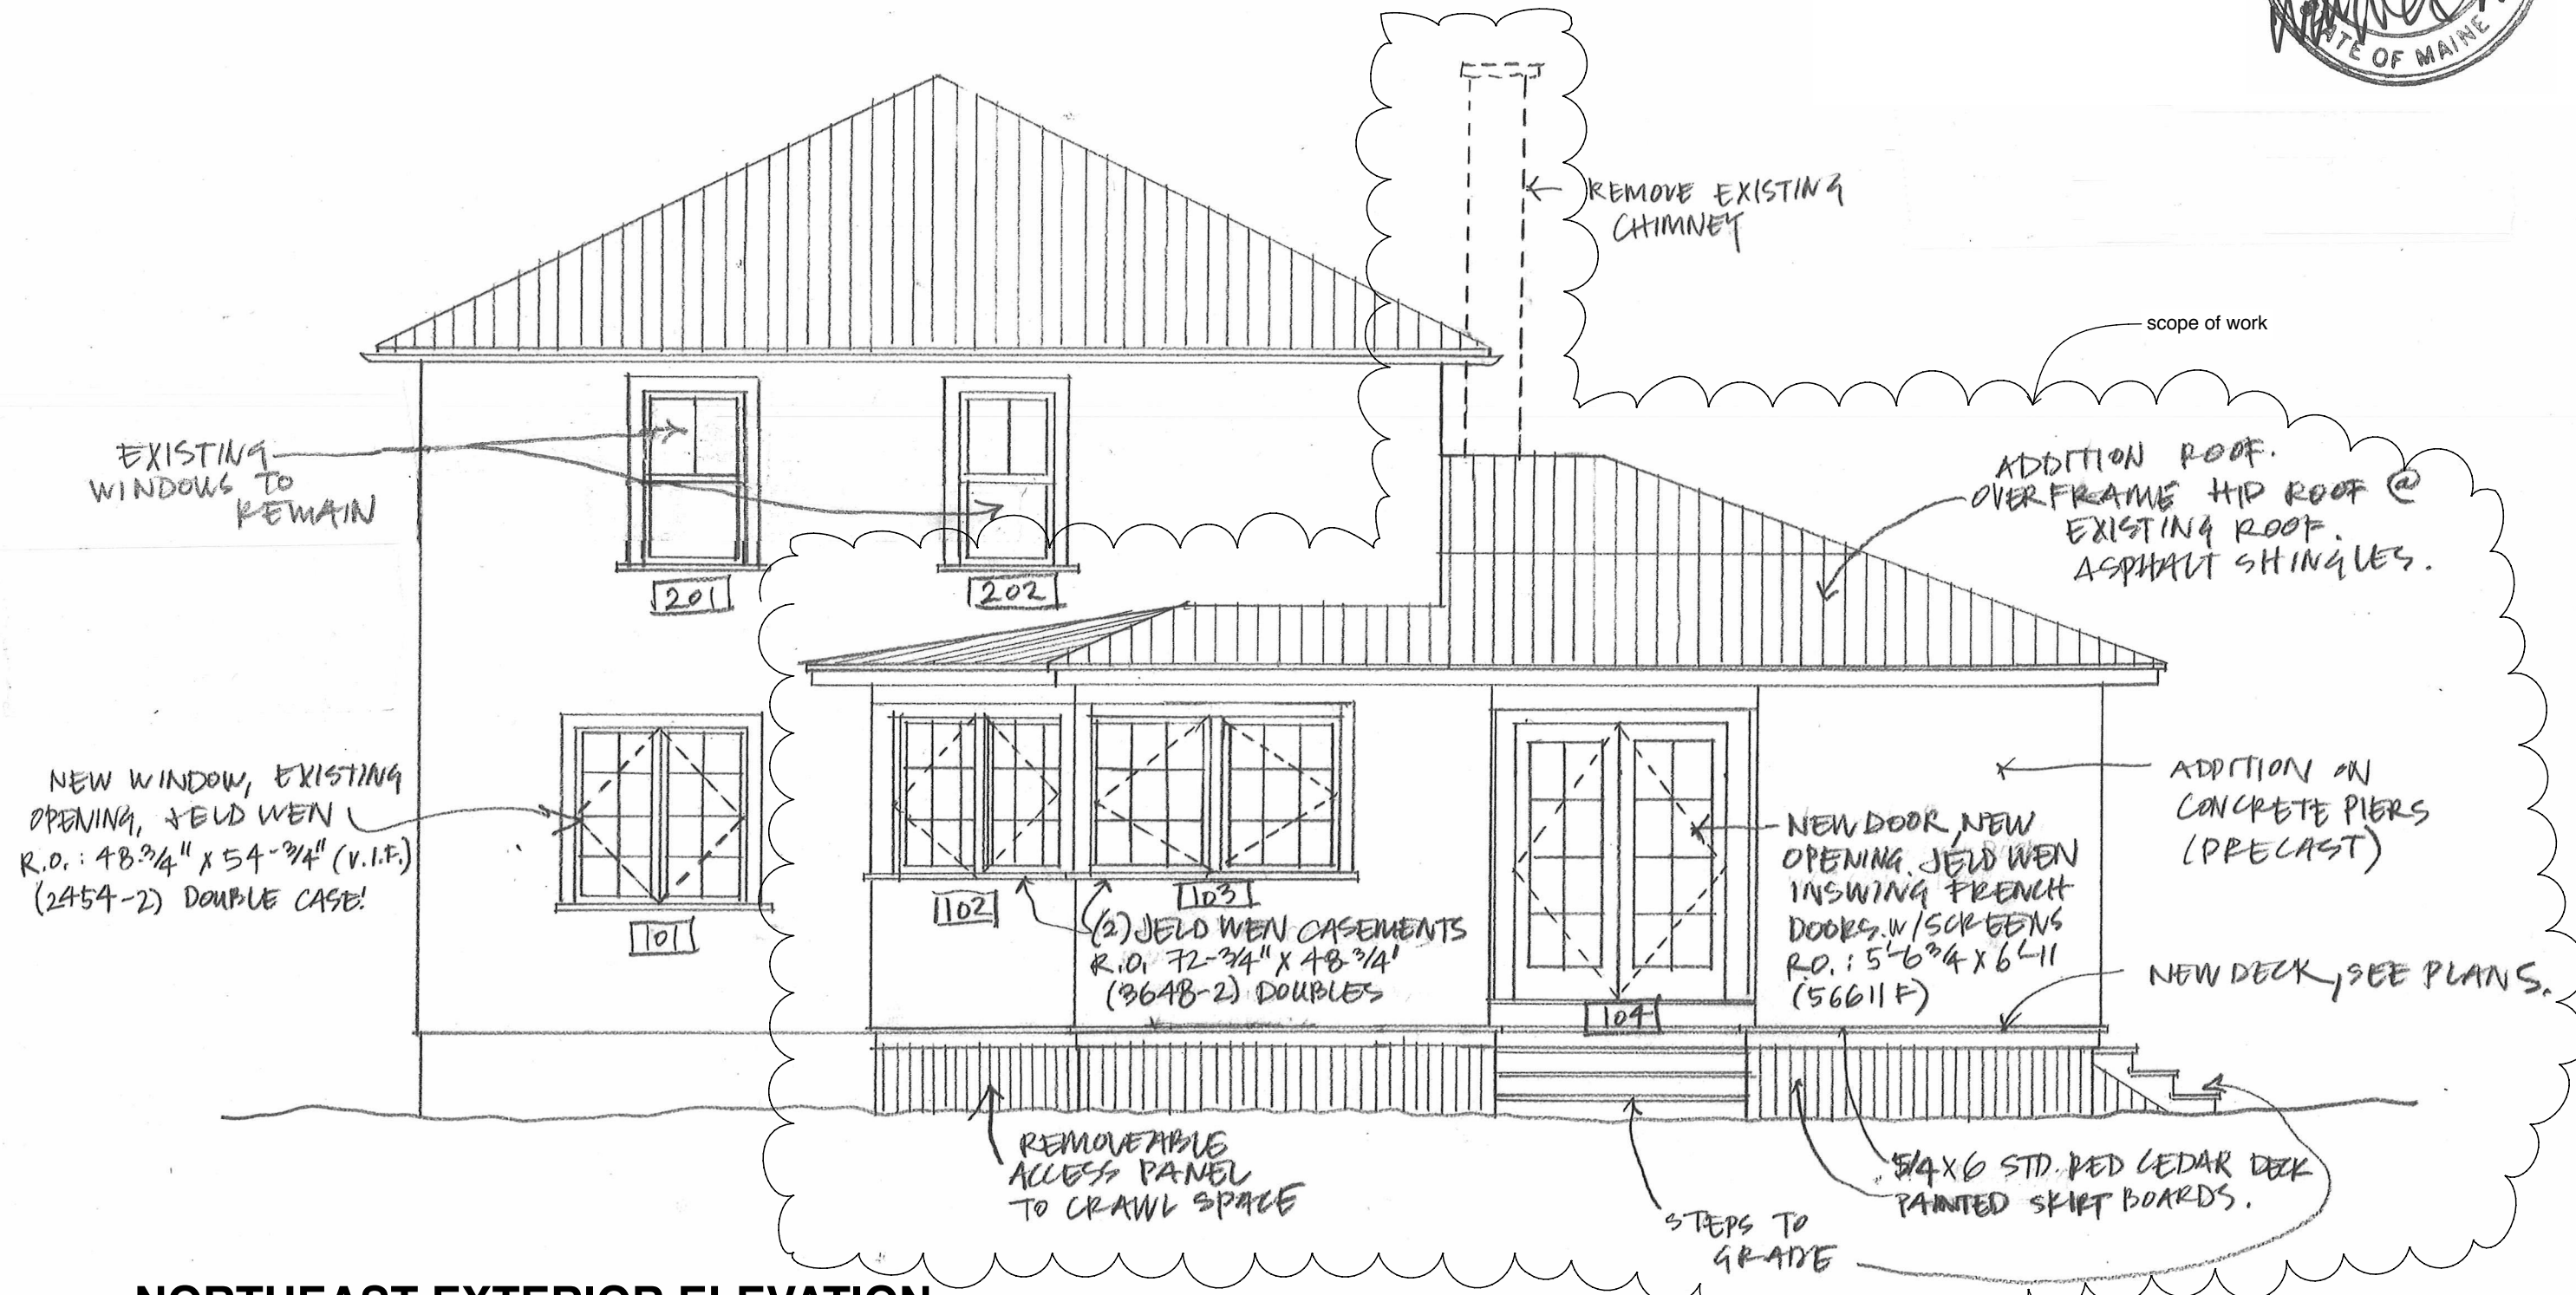 ATE OF MAINE
REMOVE EXISTING
CHIMNEY
scope of work
EXISTING
WINDOWS TO
REMAIN
ADDITION ROOF.
OVERFRAME HIP ROOF @
EXISTING ROOF.
ASPHALT SHINGLES.
201
202
NEW WINDOW, EXISTING
OPENING, JELD WEN
R.O.: 48-3/4" X 54-3/4" (V.I.F.)
(2454-2) DOUBLE CASE!
101
102
103
(2) JELD WEN CASEMENTS
R.O. 72-3/4" X 48 3/4"
(3648-2) DOUBLES
104
NEW DOOR, NEW
OPENING. JELD WEN
INSWING FRENCH
DOORS. W/SCREENS
R.O.: 5'-6 3/4 X 6'-11
(56611 F)
ADDITION ON
CONCRETE PIERS
(PRECAST)
NEW DECK, SEE PLANS.
REMOVEABLE
ACCESS PANEL
TO CRAWL SPACE
STEPS TO
GRADE
5/4 X 6 STD. RED CEDAR DECK
PAINTED SKIRT BOARDS.
NORTHEAST EXTERIOR ELEVATION